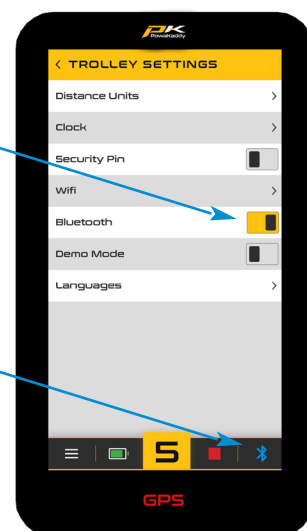 PK
PowaKaddy
< TROLLEY SETTINGS
Distance Units >
Clock >
Security Pin
Wifi >
Bluetooth
Demo Mode
Languages >
5
GPS